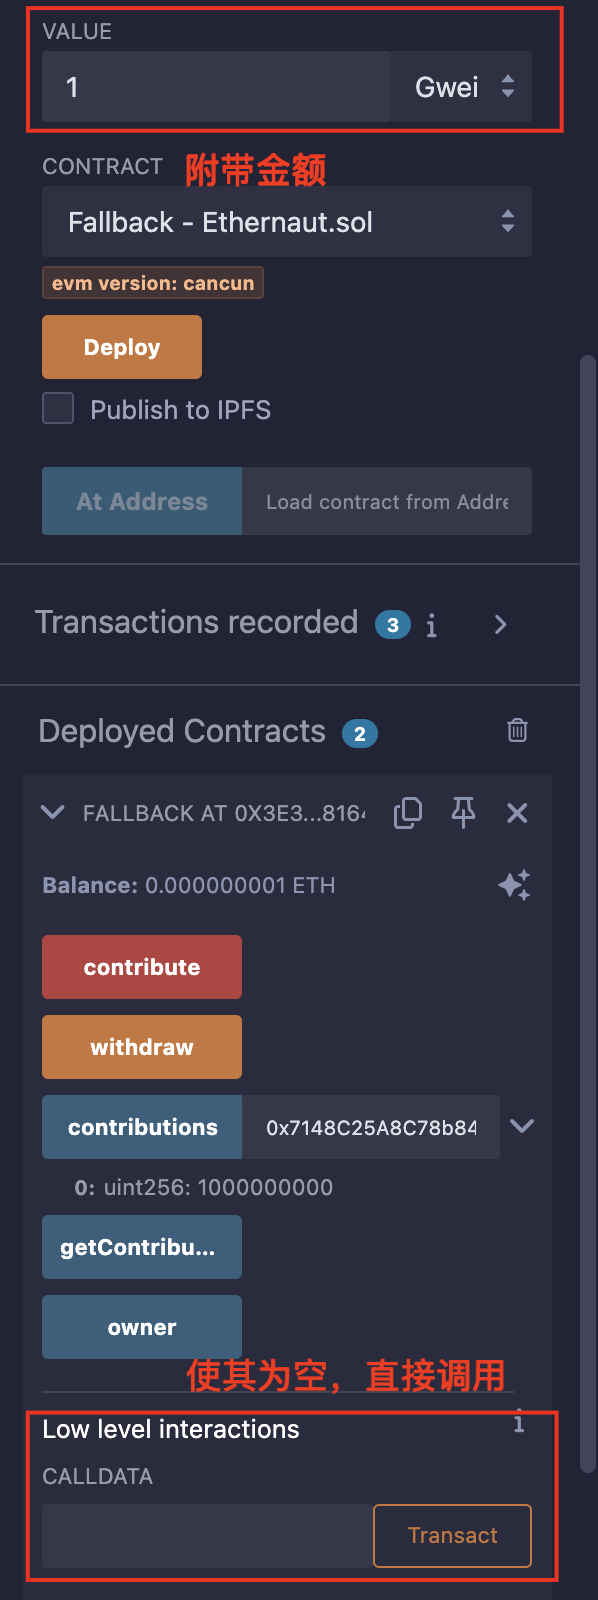 VALUE
1
Gwei
CONTRACT
附带金额
Fallback - Ethernaut.sol
evm version: cancun
Deploy
Publish to IPFS
At Address
Load contract from Addre
Transactions recorded
3
i
Deployed Contracts
2
FALLBACK AT 0X3E3...8164
Balance: 0.000000001 ETH
contribute
withdraw
contributions
0x7148C25A8C78b84
0: uint256: 1000000000
getContribu...
owner
使其为空，直接调用
Low level interactions
i
CALLDATA
Transact